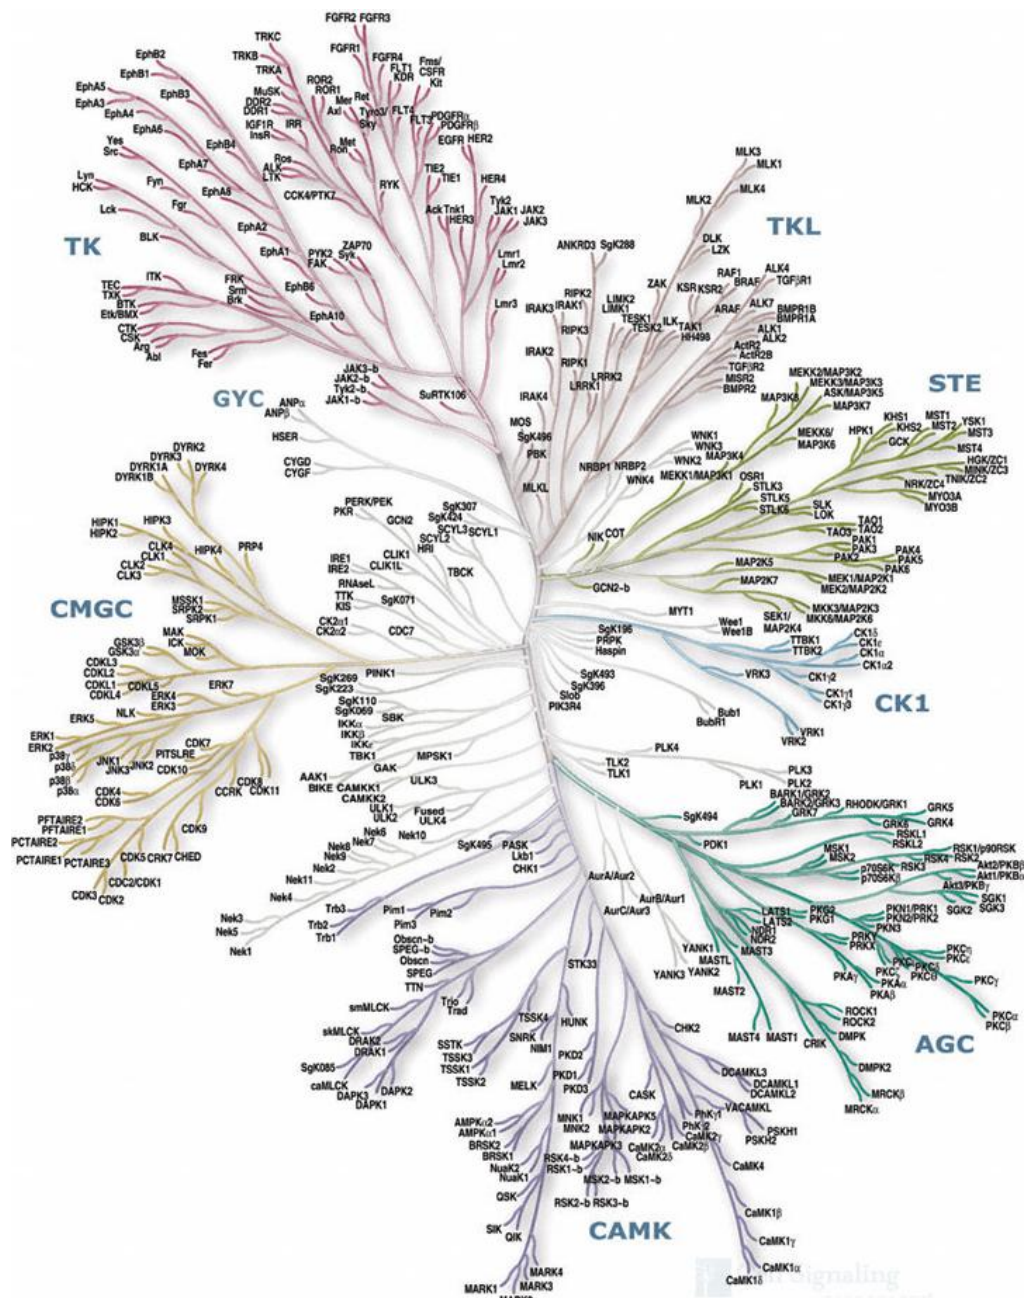 FGFR2 FGFR3
TRKC
FGFR1
FGFR4
EphB2
TRKB
FLT1
Fms/
CSFR
EphB1
TRKA
KDR
Kit
EphA5
EphB3
MuSK
ROR2
ROR1
Mer
Ret
EphA3
DDR2
DDR1
Axl
Tyro3/
Sky
FLT4
EphA4
IGF1R
IRR
FLT3
PDGFRα
PDGFRβ
EphA6
InsR
Met
Ron
EGFR
HER2
Yes
Src
EphB4
Ros
ALK
LTK
TIE2
TIE1
EphA7
RYK
HER4
Lyn
HCK
Fyn
EphA8
CCK4/PTK7
Tyk2
JAK1
JAK2
JAK3
Lck
Fgr
Ack
Tnk1
HER3
EphA2
BLK
EphA1
PYK2
FAK
ZAP70
Syk
Lmr1
Lmr2
TK
ITK
FRK
Srm
Brk
EphB6
Lmr3
TEC
TXK
BTK
Etk/BMX
EphA10
CTK
CSK
Arg
Abl
Fes
Fer
JAK3~b
JAK2~b
Tyk2~b
JAK1~b
SuRTK106
MLK3
MLK1
MLK4
MLK2
TKL
DLK
LZK
ANKRD3
SgK288
ZAK
KSR
KSR2
RAF1
BRAF
ALK4
TGFβR1
RIPK2
IRAK3
IRAK1
LIMK2
LIMK1
TESK1
TESK2
ILK
TAK1
HH498
ARAF
ALK7
BMPR1B
BMPR1A
RIPK3
ALK1
ALK2
IRAK2
RIPK1
LRRK2
LRRK1
ActR2
ActR2B
TGFβR2
MISR2
BMPR2
IRAK4
MOS
SgK496
PBK
MLKL
NRBP1
NRBP2
WNK1
WNK3
WNK2
WNK4
MEKK2/MAP3K2
MEKK3/MAP3K3
ASK/MAP3K5
MAP3K8
MAP3K7
MEKK6/
MAP3K6
MAP3K4
MEKK1/MAP3K1
STE
HPK1
KHS1
KHS2
GCK
MST1
MST2
YSK1
MST3
MST4
HGK/ZC1
MINK/ZC3
TNIK/ZC2
NRK/ZC4
MYO3A
MYO3B
OSR1
STLK3
STLK5
STLK6
SLK
LOK
TAO1
TAO2
TAO3
NIK
COT
PAK1
PAK3
PAK2
PAK4
PAK5
PAK6
MAP2K5
MAP2K7
MEK1/MAP2K1
MEK2/MAP2K2
GCN2~b
MKK3/MAP2K3
MKK6/MAP2K6
SEK1/
MAP2K4
GYC
ANPα
ANPβ
HSER
CYGD
CYGF
DYRK2
DYRK3
DYRK1A
DYRK1B
DYRK4
PERK/PEK
PKR
GCN2
SgK307
SgK424
SCYL3
SCYL1
SCYL2
HRI
HIPK1
HIPK2
HIPK3
CLK4
CLK1
CLK2
CLK3
HIPK4
PRP4
IRE1
IRE2
CLIK1
CLIK1L
TBCK
RNAseL
TTK
KIS
SgK071
CMGC
MSSK1
SRPK2
SRPK1
CK2α1
CK2α2
CDC7
MAK
ICK
MOK
GSK3β
GSK3α
CDKL3
CDKL2
CDKL1
CDKL5
CDKL4
PINK1
ERK7
SgK269
SgK223
ERK4
ERK3
SgK110
SgK069
SBK
NLK
ERK5
IKKα
IKKβ
IKKε
TBK1
ERK1
ERK2
p38γ
p38δ
p38β
p38α
JNK1
JNK3
JNK2
CDK7
PITSLRE
CDK10
MPSK1
GAK
AAK1
BIKE
CAMKK1
CAMKK2
ULK3
CDK8
CDK11
CCRK
CDK4
CDK6
ULK1
ULK2
Fused
ULK4
PFTAIRE2
PFTAIRE1
PCTAIRE2
PCTAIRE1
PCTAIRE3
CDK9
CDK5
CRK7
CHED
CDC2/CDK1
CDK3
CDK2
Nek6
Nek7
Nek10
Nek8
Nek9
Nek2
Nek11
Nek4
Nek3
Nek5
Nek1
SgK495
PASK
Lkb1
CHK1
MYT1
Wee1
Wee1B
SgK196
PRPK
Haspin
TTBK1
TTBK2
CK1δ
CK1ε
CK1α
CK1α2
SgK493
SgK396
Slob
PIK3R4
VRK3
CK1γ2
CK1γ1
CK1γ3
CK1
Bub1
BubR1
VRK1
VRK2
PLK4
TLK2
TLK1
PLK3
PLK1
PLK2
BARK1/GRK2
BARK2/GRK3
GRK7
RHODK/GRK1
GRK5
GRK6
GRK4
SgK494
RSKL1
RSKL2
PDK1
MSK1
MSK2
RSK1/p90RSK
RSK4
RSK2
RSK3
p70S6K
p70S6Kβ
Akt2/PKBβ
Akt1/PKBα
Akt3/PKBγ
SGK1
SGK2
SGK3
AurA/Aur2
AurB/Aur1
AurC/Aur3
LATS1
LATS2
NDR1
NDR2
PKG2
PKG1
PKN1/PRK1
PKN2/PRK2
PKN3
MAST3
PRKY
PRKX
YANK1
MASTL
YANK2
YANK3
MAST2
PKCζ
PKCδ
PKCθ
PKCη
PKCε
PKCγ
PKAγ
PKAα
PKAβ
PKCα
PKCβ
MAST4
MAST1
ROCK1
ROCK2
DMPK
CRIK
AGC
DMPK2
MRCKβ
MRCKα
Trb3
Trb2
Trb1
Pim1
Pim2
Pim3
Obscn~b
SPEG~b
Obscn
SPEG
TTN
STK33
smMLCK
Trio
Trad
TSSK4
HUNK
CHK2
skMLCK
DRAK2
DRAK1
SSTK
SNRK
NIM1
TSSK3
TSSK1
TSSK2
PKD2
PKD1
PKD3
SgK085
caMLCK
DAPK3
DAPK2
DAPK1
MELK
DCAMKL3
DCAMKL1
DCAMKL2
CASK
VACAMKL
AMPKα2
AMPKα1
BRSK2
BRSK1
MNK1
MNK2
MAPKAPK5
MAPKAPK2
MAPKAPK3
PhKγ1
PhKγ2
PSKH1
PSKH2
CaMK2γ
CaMK2α
CaMK2β
CaMK2δ
NuaK2
NuaK1
RSK4~b
RSK1~b
MSK2~b
MSK1~b
CaMK4
QSK
RSK2~b
RSK3~b
CaMK1β
SIK
QIK
CAMK
CaMK1γ
MARK4
MARK1
MARK3
CaMK1α
CaMK1δ
Signaling